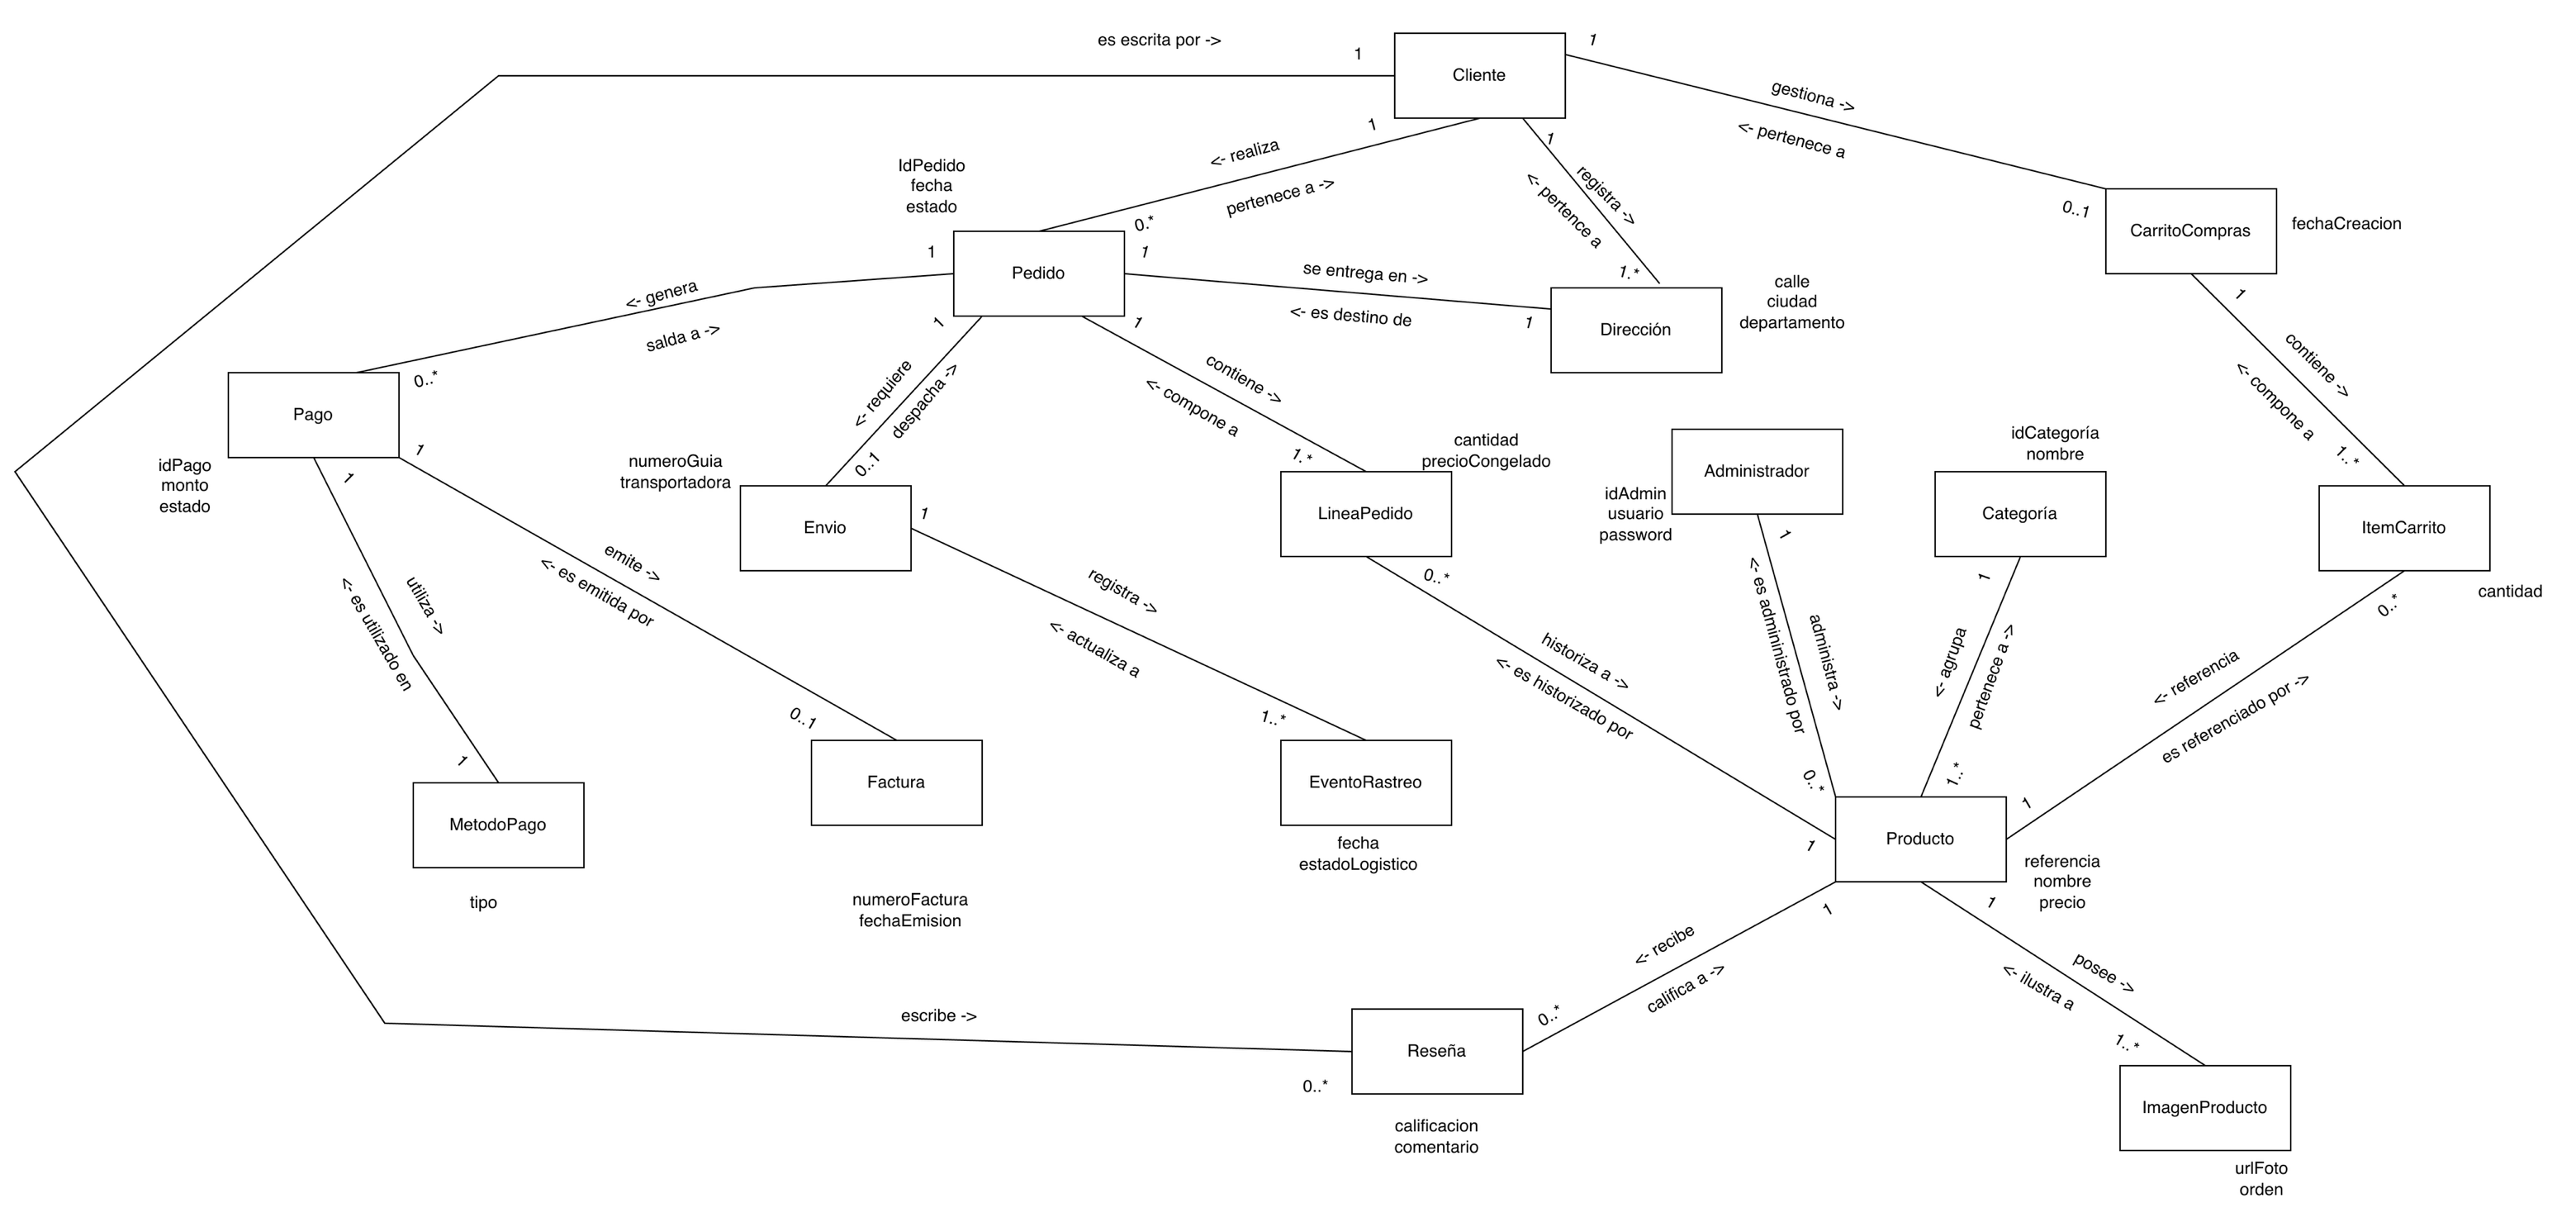 es escrita por ->
1
Cliente
1
gestiona ->
<- pertenece a
0..1
CarritoCompras
fechaCreacion
1
<- realiza
pertenece a ->
0.*
1
registra ->
<- pertence a
1.*
IdPedido
fecha
estado
Pedido
1
1
se entrega en ->
<- es destino de
1
Dirección
calle
ciudad
departamento
<- genera
salda a ->
0..*
Pago
idPago
monto
estado
1
<- requiere
despacha ->
0..1
1
contiene ->
<- compone a
1.*
1
contiene ->
<- compone a
1..*
numeroGuia
transportadora
Envio
1
cantidad
precioCongelado
LineaPedido
Administrador
idAdmin
usuario
password
idCategoría
nombre
Categoría
ItemCarrito
cantidad
1
utiliza ->
<- es utilizado en
1
MetodoPago
tipo
1
emite ->
<- es emitida por
0..1
Factura
numeroFactura
fechaEmision
registra ->
<- actualiza a
1..*
EventoRastreo
fecha
estadoLogistico
0..*
historiza a ->
<- es historizado por
1
1
administra ->
<- es administrado por
0..*
1
<- agrupa
pertenece a ->
1..*
0..*
<- referencia
es referenciado por ->
1
Producto
referencia
nombre
precio
1
<- recibe
califica a ->
0..*
1
posee ->
<- ilustra a
1..*
escribe ->
0..*
Reseña
calificacion
comentario
ImagenProducto
urlFoto
orden